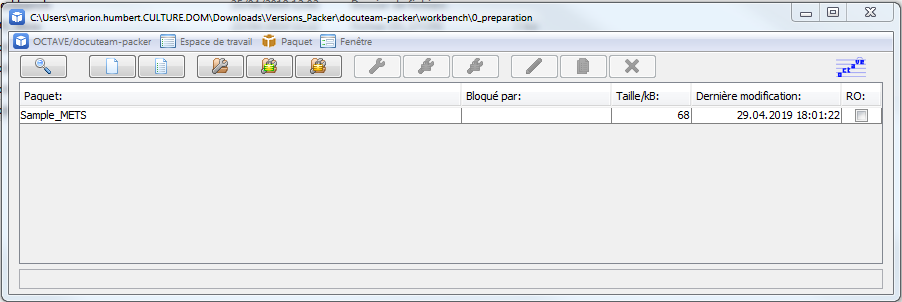 C:\Users\marion.humbert.CULTURE.DOM\Downloads\Versions_Packer\docuteam-packer\workbench\0_preparation
OCTAVE/docuteam-packer Espace de travail Paquet Fenêtre
octave
Paquet: Bloqué par: Taille/kB: Dernière modification: RO:
Sample_METS 68 29.04.2019 18:01:22